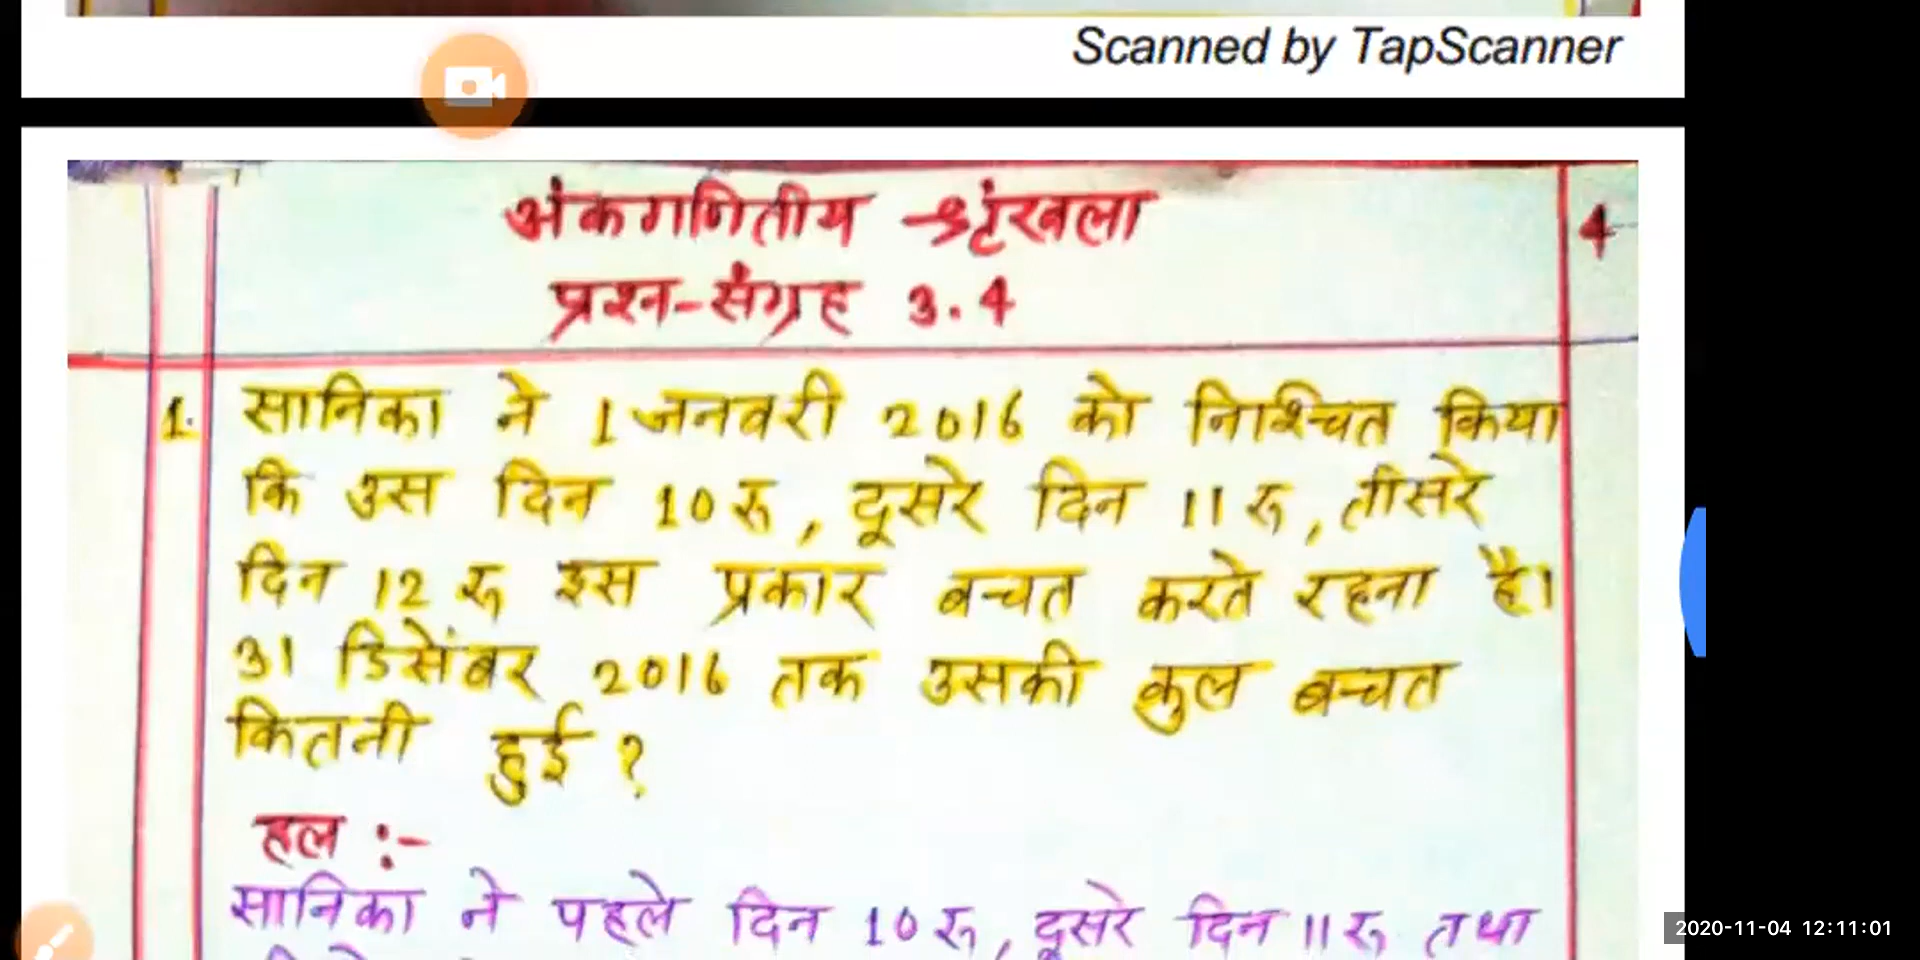 Scanned by TapScanner
अंकगणितीय श्रृंखला
4
प्रश्न-संग्रह 3.4
1. सानिका ने 1 जनवरी 2016 को निश्चित किया
कि उस दिन 10 रू, दूसरे दिन 11 रू, तीसरे
दिन 12 रू इस प्रकार बचत करते रहना है।
31 डिसेंबर 2016 तक उसकी कुल बचत
कितनी हुई?
हल :-
सानिका ने पहले दिन 10 रू, दूसरे दिन 11 रू तथा
2020-11-04 12:11:01